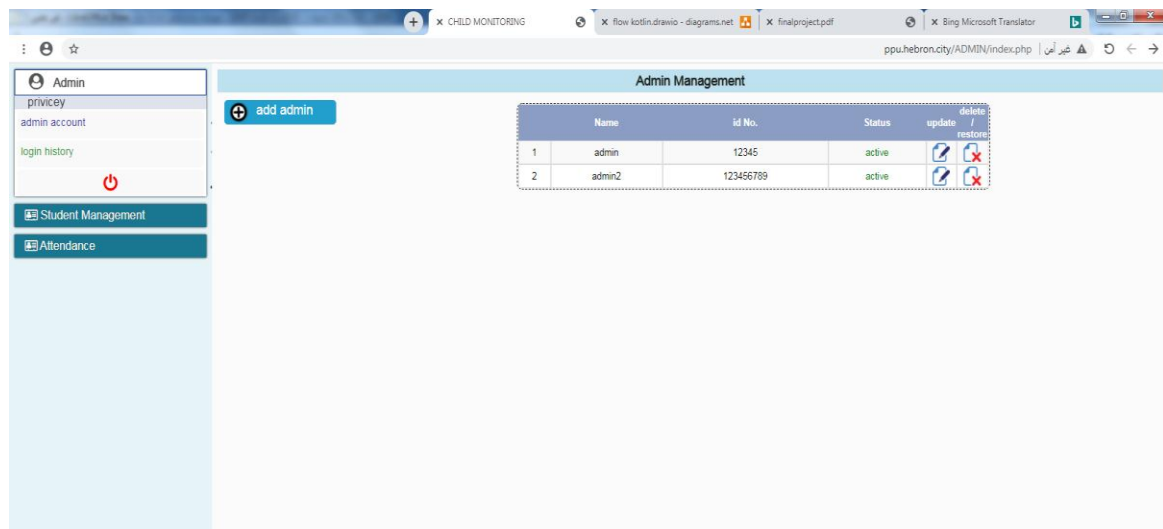 CHILD MONITORING
flow kotlin.drawio - diagrams.net
finalproject.pdf
Bing Microsoft Translator
ppu.hebron.city/ADMIN/index.php | غير آمن
Admin
privicey
admin account
login history
Student Management
Attendance
Admin Management
add admin
Name id No. Status update delete / restore
1 admin 12345 active
2 admin2 123456789 active